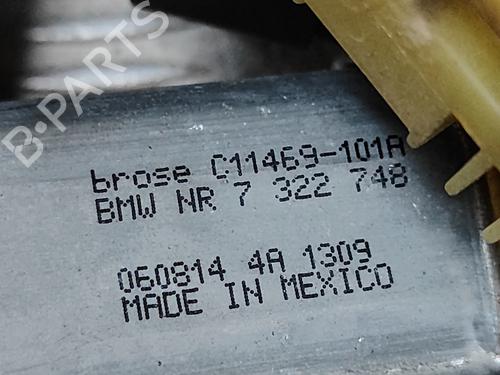 B-PARTS
brose C11469-101A
BMW NR 7 322 748
060814 4A 1309
MADE IN MEXICO